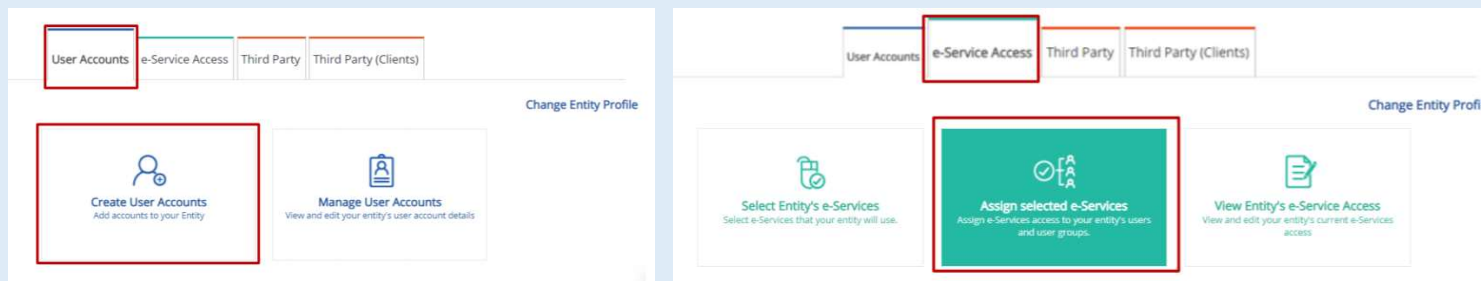 User Accounts
e-Service Access
Third Party
Third Party (Clients)
Change Entity Profile
Create User Accounts
Add accounts to your Entity
Manage User Accounts
View and edit your entity's user account details
User Accounts
e-Service Access
Third Party
Third Party (Clients)
Change Entity Profi
Select Entity's e-Services
Select e-Services that your entity will use.
Assign selected e-Services
Assign e-Services access to your entity's users
and user groups.
View Entity's e-Service Access
View and edit your entity's current e-Services
access